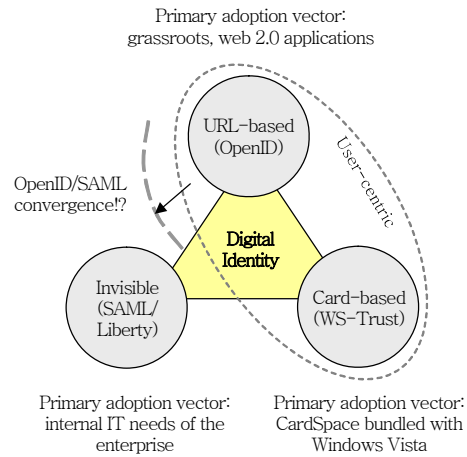 Primary adoption vector:
grassroots, web 2.0 applications
URL-based
(OpenID)
User-centric
OpenID/SAML
convergence!?
Digital
Identity
Invisible
(SAML/
Liberty)
Card-based
(WS-Trust)
Primary adoption vector:
internal IT needs of the
enterprise
Primary adoption vector:
CardSpace bundled with
Windows Vista